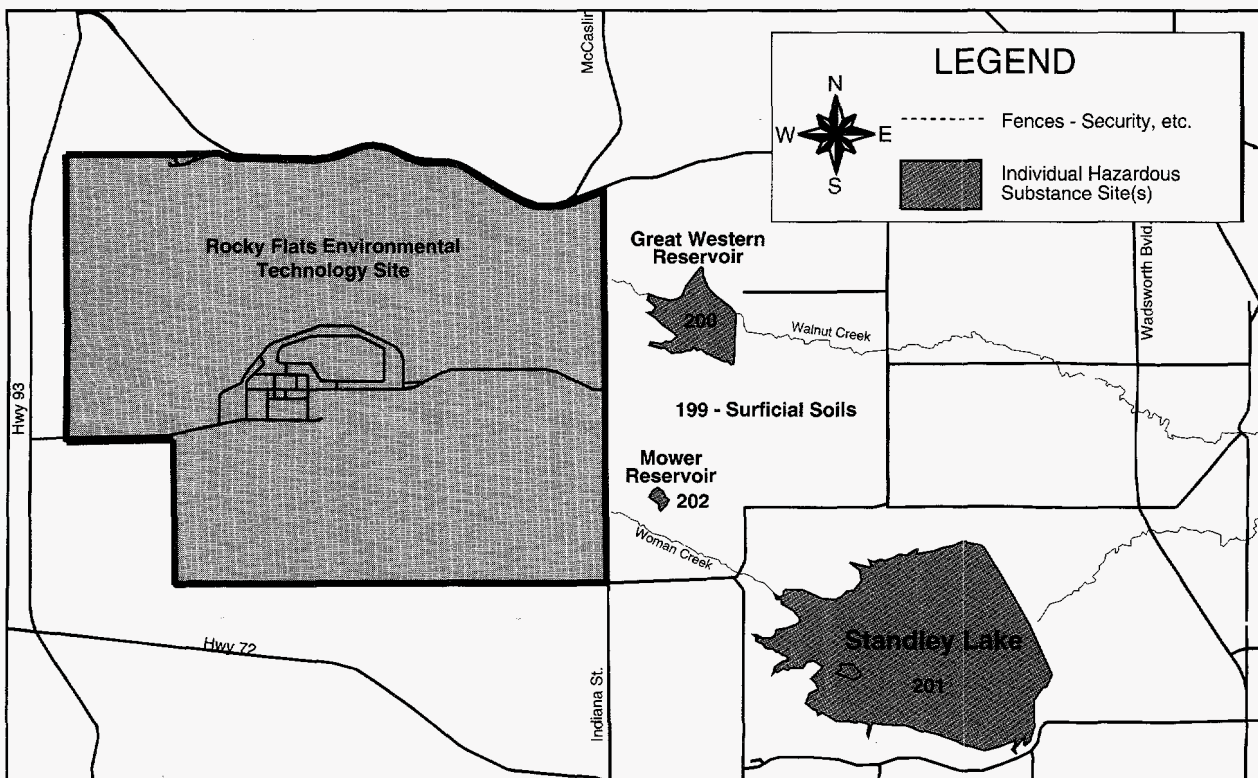 McCaslin
LEGEND
N
W
E
S
Fences - Security, etc.
Individual Hazardous
Substance Site(s)
Rocky Flats Environmental
Technology Site
Great Western
Reservoir
200
Walnut Creek
Wadsworth Bvld.
Hwy 93
199 - Surficial Soils
Mower
Reservoir
202
Woman Creek
Standley Lake
201
Hwy 72
Indiana St.